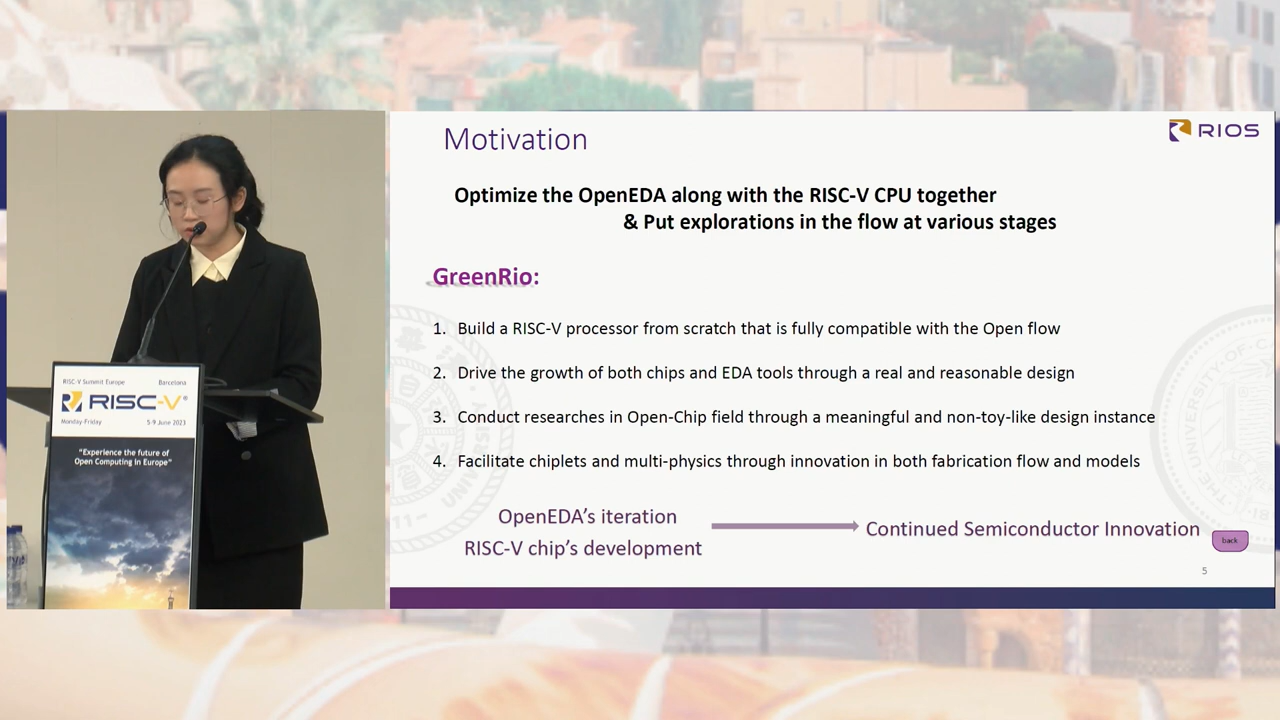 Motivation
RIOS
Optimize the OpenEDA along with the RISC-V CPU together
& Put explorations in the flow at various stages
GreenRio:
1. Build a RISC-V processor from scratch that is fully compatible with the Open flow
2. Drive the growth of both chips and EDA tools through a real and reasonable design
3. Conduct researches in Open-Chip field through a meaningful and non-toy-like design instance
4. Facilitate chiplets and multi-physics through innovation in both fabrication flow and models
OpenEDA's iteration
RISC-V chip's development
Continued Semiconductor Innovation
back
5
RISC-V Summit Europe Barcelona
RISC-V®
Monday-Friday 5-9 June 2023
“Experience the future of
Open Computing in Europe”